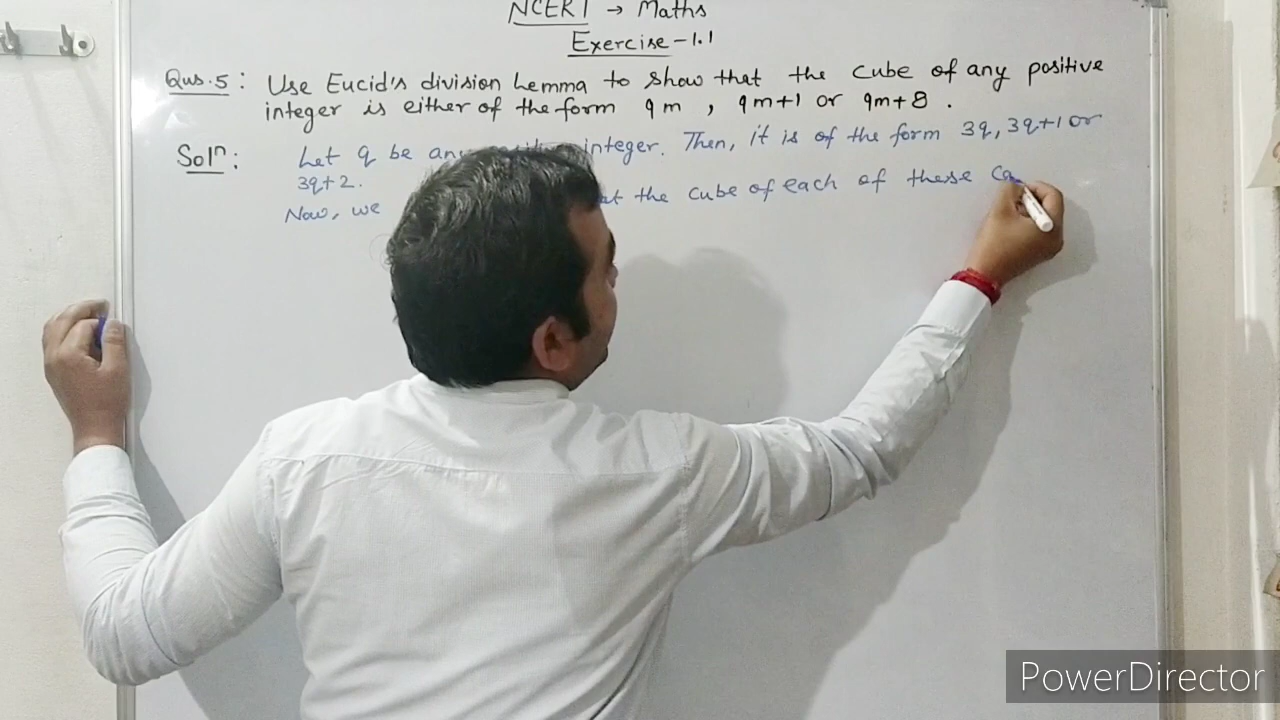 NCERT → Maths
Exercise - 1.1
Qus.5: Use Eucid's division Lemma to show that the cube of any positive
integer is either of the form 9m, 9m+1 or 9m+8.
Solⁿ: Let q be any integer. Then, it is of the form 3q, 3q+1 or
3q+2.
Now, we the cube of each of these
PowerDirector